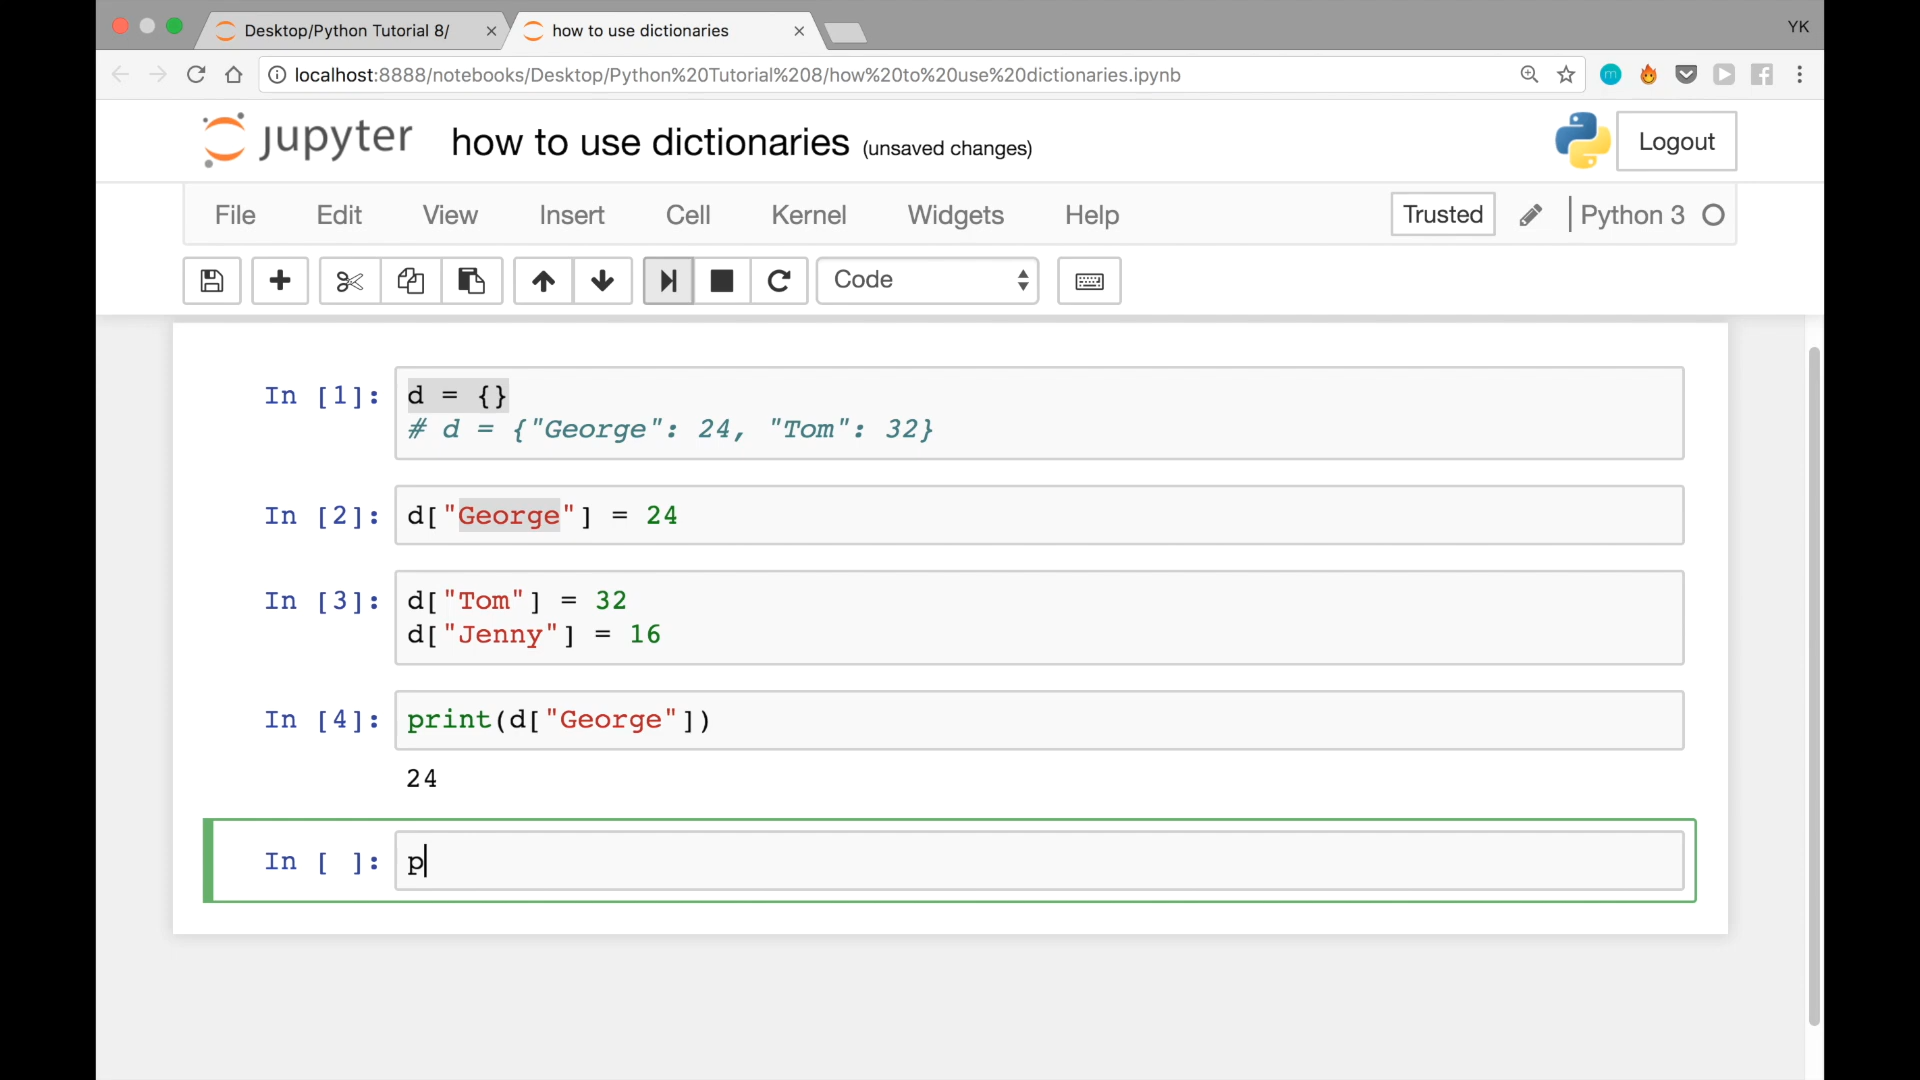 Desktop/Python Tutorial 8/
how to use dictionaries
YK
localhost:8888/notebooks/Desktop/Python%20Tutorial%208/how%20to%20use%20dictionaries.ipynb
m
jupyter how to use dictionaries (unsaved changes)
Logout
File Edit View Insert Cell Kernel Widgets Help Trusted Python 3
Code
In [1]: d = {}
# d = {"George": 24, "Tom": 32}
In [2]: d["George"] = 24
In [3]: d["Tom"] = 32
d["Jenny"] = 16
In [4]: print(d["George"])
24
In [ ]: p